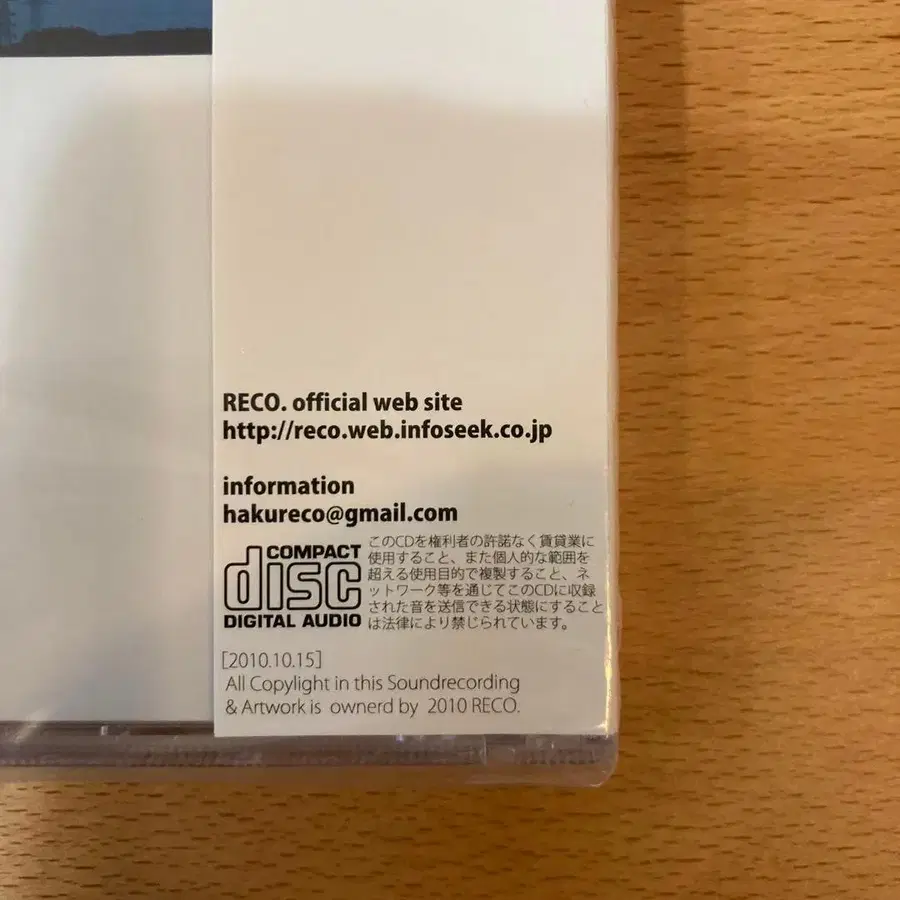 RECO. official web site
http://reco.web.infoseek.co.jp
information
hakureco@gmail.com
COMPACT
disc
DIGITAL AUDIO
このCDを権利者の許諾なく賃貸業に
使用すること、また個人的な範囲を
超える使用目的で複製すること、ネ
ットワーク等を通じてこのCDに収録
された音を送信できる状態にすること
は法律により禁じられています。
[2010.10.15]
All Copylight in this Soundrecording
& Artwork is ownerd by 2010 RECO.